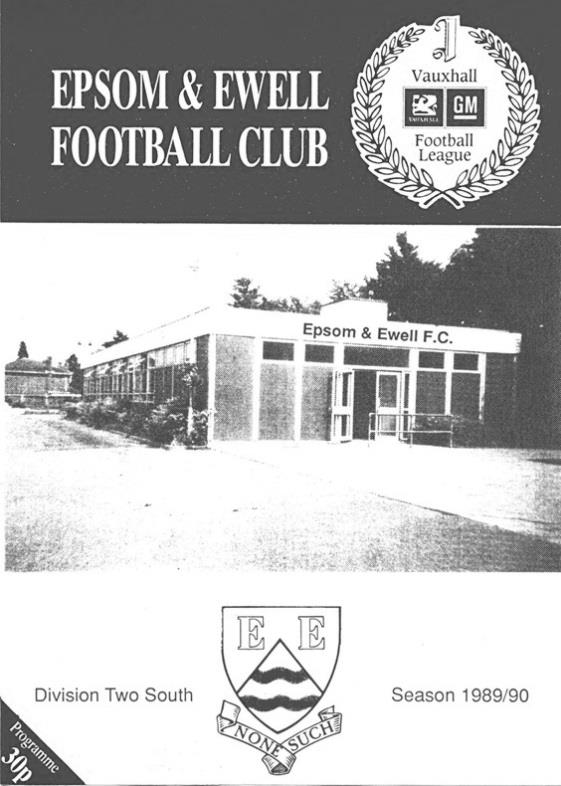 EPSOM & EWELL
FOOTBALL CLUB
Vauxhall
VAUXHALL
GM
Football
League
Epsom & Ewell F.C.
E E
Division Two South
Season 1989/90
NONE SUCH
Programme
30p